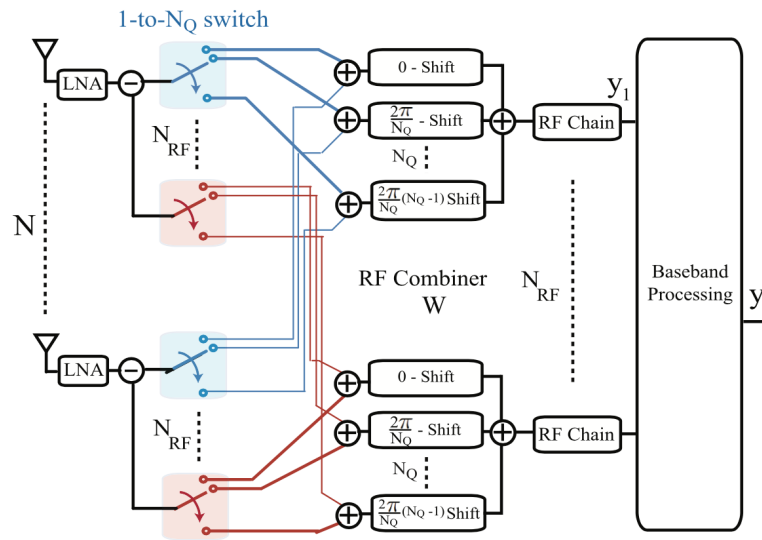 1-to-N_Q switch
LNA
N_RF
N
0 - Shift
2π/N_Q - Shift
N_Q
2π/N_Q (N_Q -1) Shift
RF Chain
y_1
RF Combiner
W
N_RF
Baseband
Processing
y
LNA
N_RF
0 - Shift
2π/N_Q - Shift
N_Q
2π/N_Q (N_Q -1) Shift
RF Chain